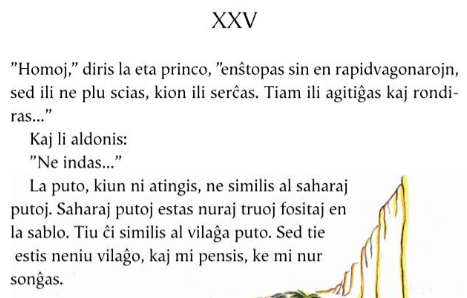 XXV
”Homoj,” diris la eta princo, ”enŝtopas sin en rapidvagonarojn,
sed ili ne plu scias, kion ili serĉas. Tiam ili agitiĝas kaj rondi-
ras...”
Kaj li aldonis:
”Ne indas...”
La puto, kiun ni atingis, ne similis al saharaj
putoj. Saharaj putoj estas nuraj truoj fositaj en
la sablo. Tiu ĉi similis al vilaĝa puto. Sed tie
estis neniu vilaĝo, kaj mi pensis, ke mi nur
sonĝas.